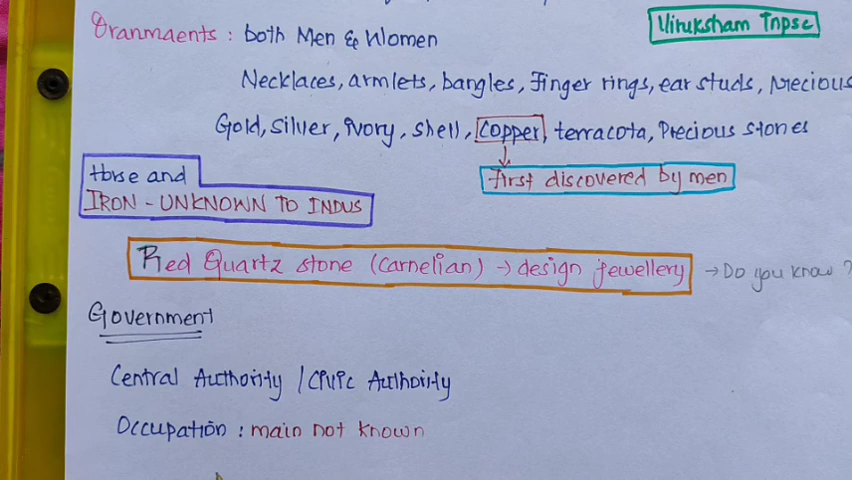 Viruksham Tnpsc
Oranmaents : both Men & Women
Necklaces, armlets, bangles, Finger rings, ear studs, Precious
Gold, Silver, ivory, shell, Copper, terracota, Precious stones
first discovered by men
Horse and
IRON - UNKNOWN TO INDUS
Red Quartz stone (Carnelian) → design jewellery → Do you know ?
Government
Central Authority / Civic Authority
Occupation : main not known